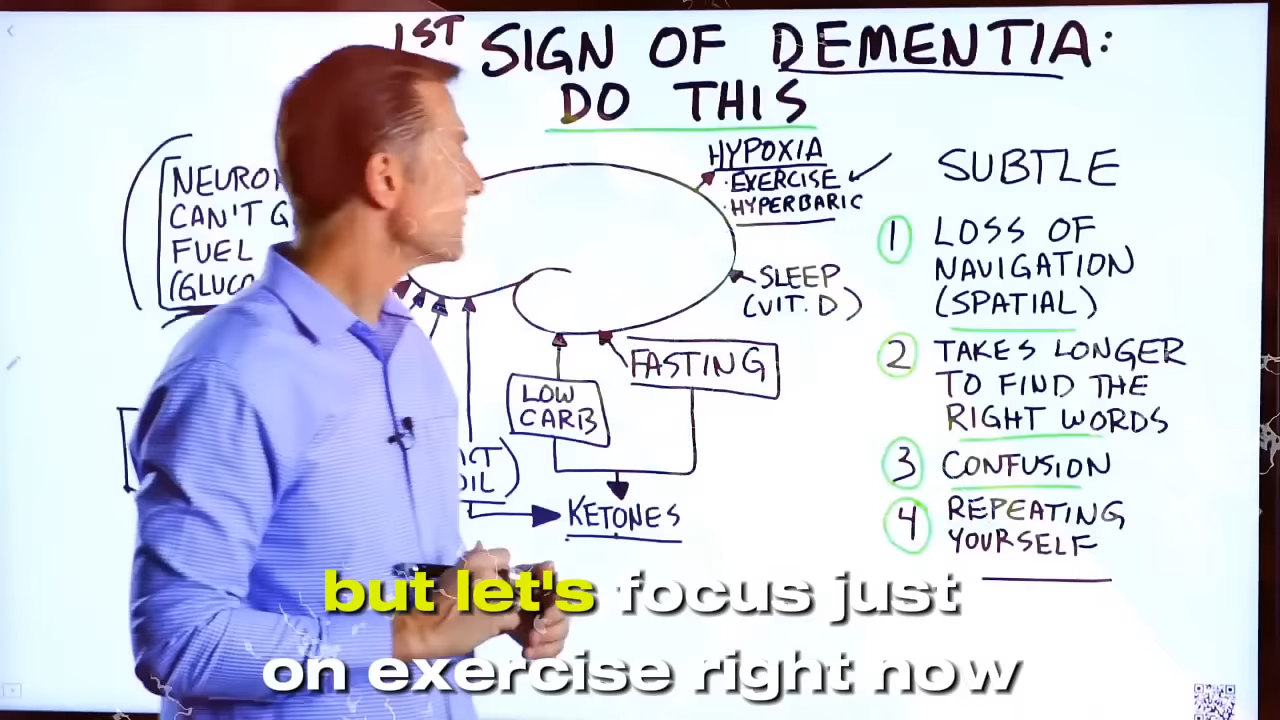 1ST SIGN OF DEMENTIA:
DO THIS
CAN'T G
FUEL
HYPOXIA
·EXERCISE ✓
·HYPERBARIC
SLEEP
(VIT. D)
FASTING
LOW
CARB
KETONES
SUBTLE
1 LOSS OF
NAVIGATION
(SPATIAL)
2 TAKES LONGER
TO FIND THE
RIGHT WORDS
3 CONFUSION
4 REPEATING
YOURSELF
but let's focus just
on exercise right now